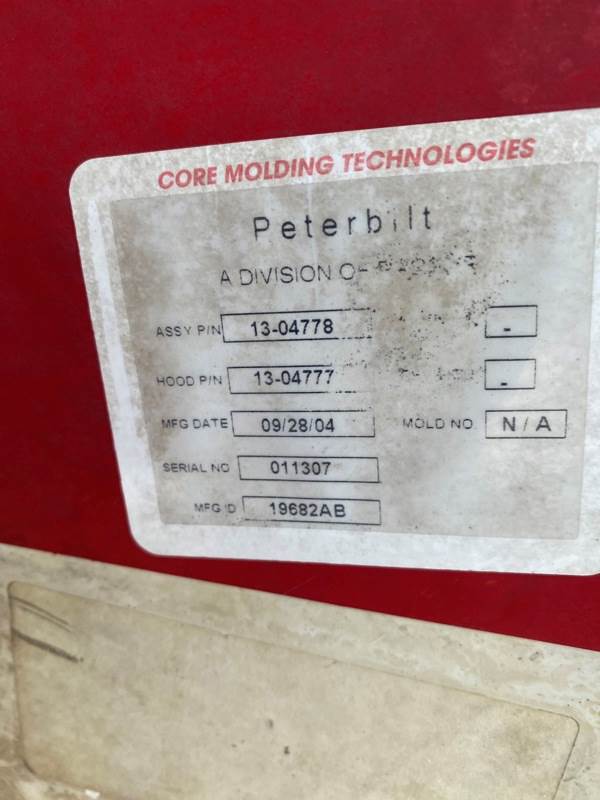 CORE MOLDING TECHNOLOGIES
Peterbilt
A DIVISION OF
ASSY P/N 13-04778 -
HOOD P/N 13-04777 -
MFG DATE 09/28/04 MOLD NO. N/A
SERIAL NO 011307
MFG ID 19682AB